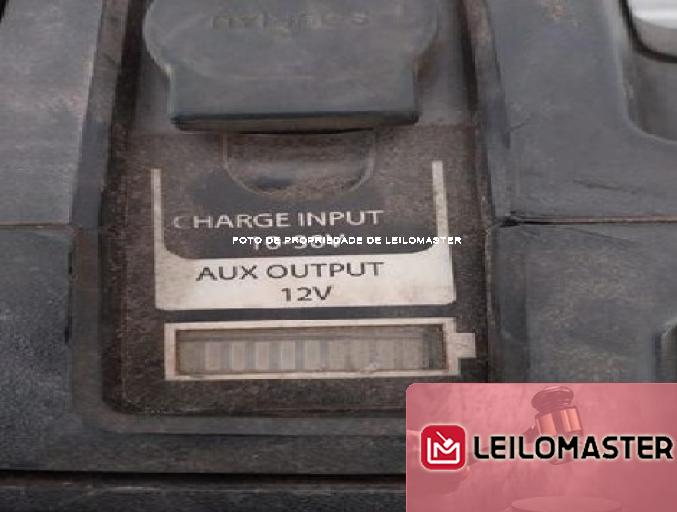 CHARGE INPUT
FOTO DE PROPRIEDADE DE LEILOMASTER
AUX OUTPUT
12V
LEILOMASTER